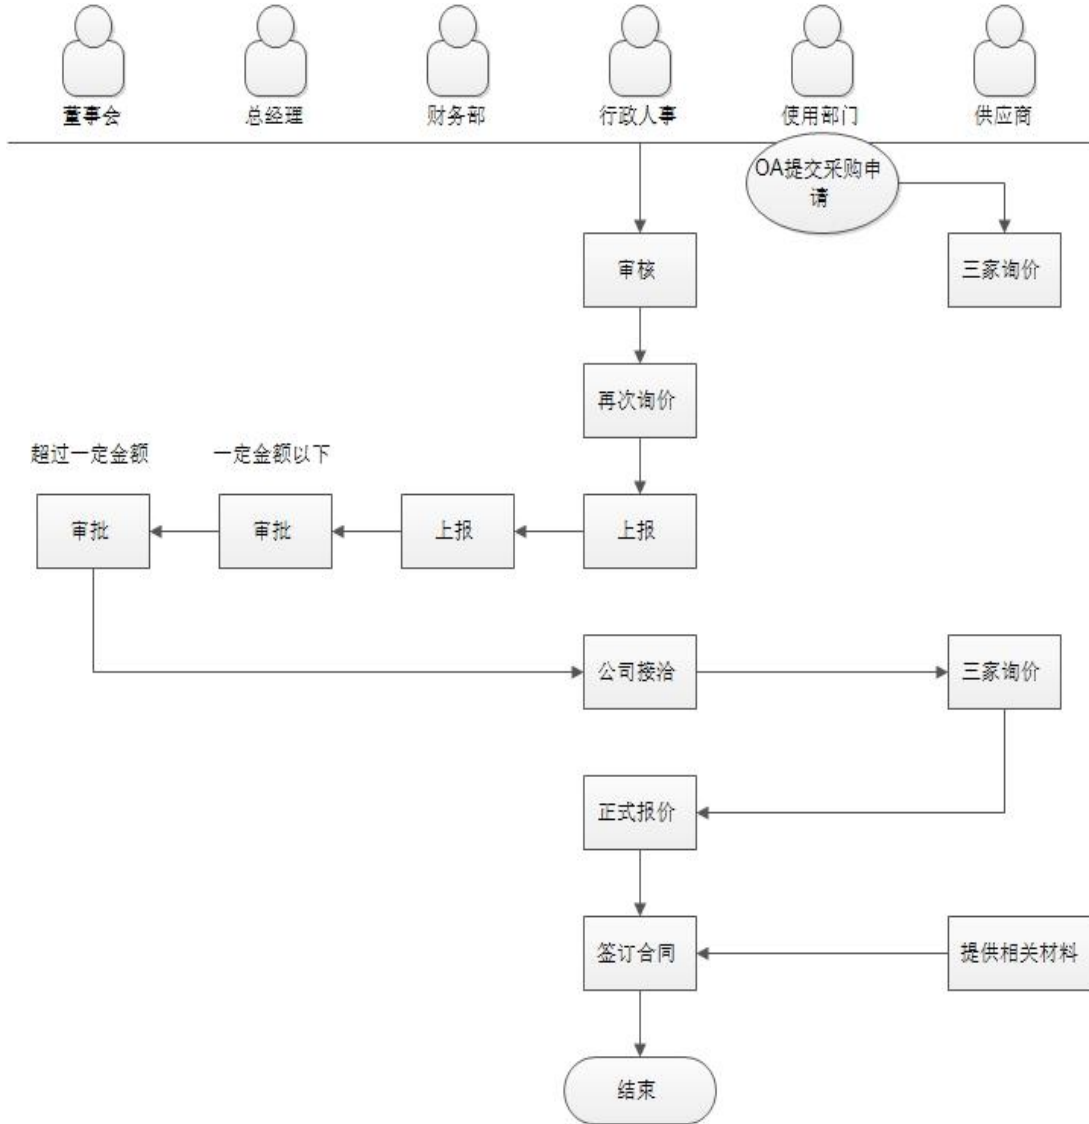 董事会
总经理
财务部
行政人事
使用部门
供应商
OA提交采购申
请
审核
三家询价
再次询价
超过一定金额
一定金额以下
审批
审批
上报
上报
公司接洽
三家询价
正式报价
签订合同
提供相关材料
结束